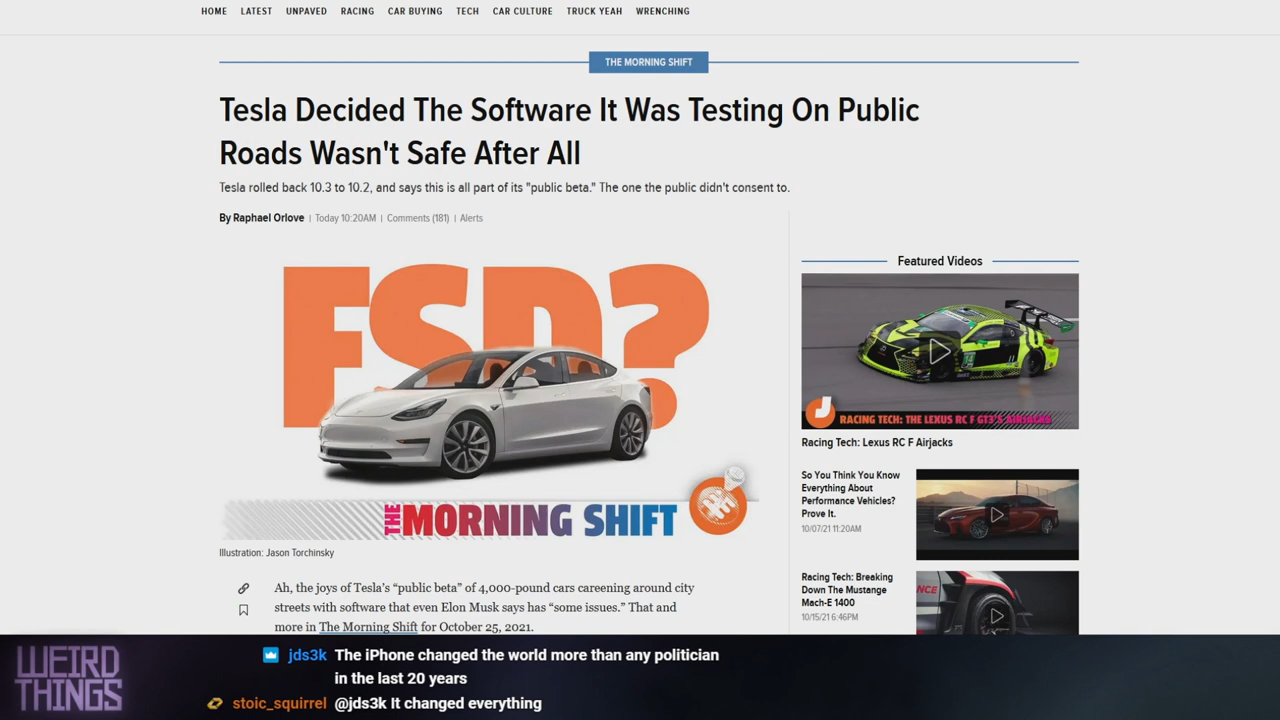 HOME LATEST UNPAVED RACING CAR BUYING TECH CAR CULTURE TRUCK YEAH WRENCHING
THE MORNING SHIFT
Tesla Decided The Software It Was Testing On Public
Roads Wasn't Safe After All
Tesla rolled back 10.3 to 10.2, and says this is all part of its "public beta." The one the public didn't consent to.
By Raphael Orlove | Today 10:20AM | Comments (181) | Alerts
FSD?
THE MORNING SHIFT
Illustration: Jason Torchinsky
Ah, the joys of Tesla's “public beta” of 4,000-pound cars careening around city
streets with software that even Elon Musk says has “some issues.” That and
more in The Morning Shift for October 25, 2021.
Featured Videos
J
RACING TECH: THE LEXUS RC F GT3'S AIRJACKS
Racing Tech: Lexus RC F Airjacks
So You Think You Know
Everything About
Performance Vehicles?
Prove It.
10/07/21 11:20AM
Racing Tech: Breaking
Down The Mustange
Mach-E 1400
10/15/21 6:46PM
NCE
WEIRD
THINGS
jds3k The iPhone changed the world more than any politician
in the last 20 years
stoic_squirrel @jds3k It changed everything